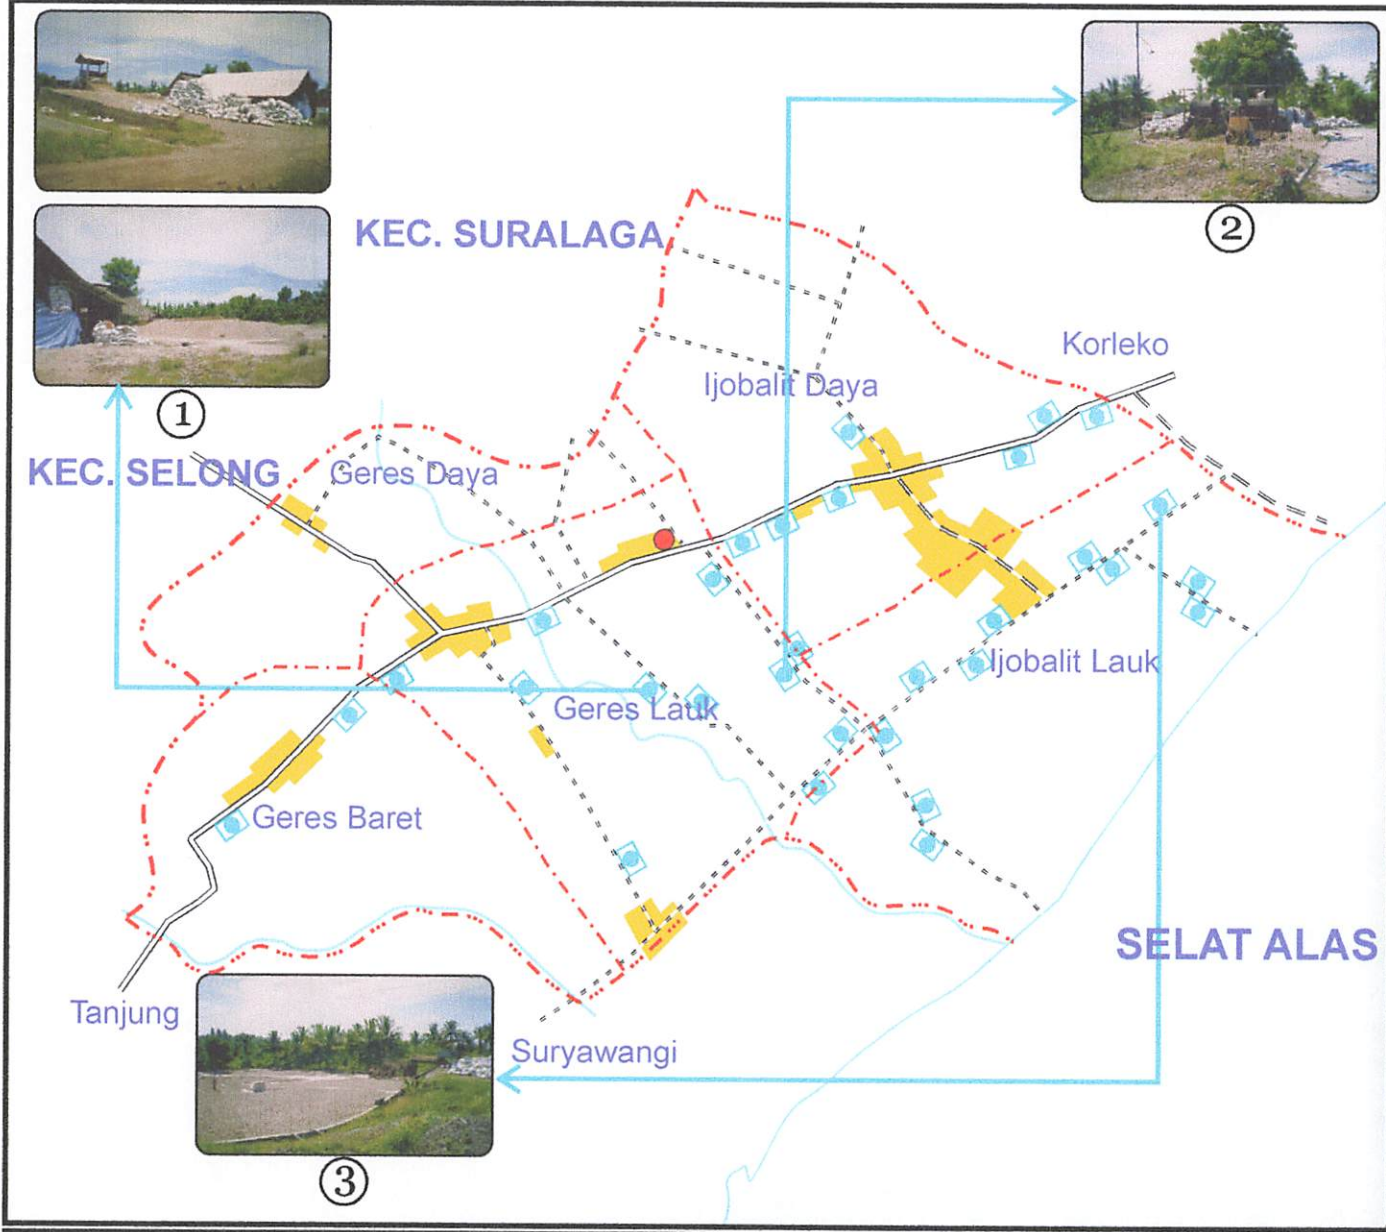 ②
KEC. SURALAGA
Korleko
Ijobalit Daya
①
KEC. SELONG
Geres Daya
Ijobalit Lauk
Geres Lauk
Geres Baret
SELAT ALAS
Tanjung
Suryawangi
③